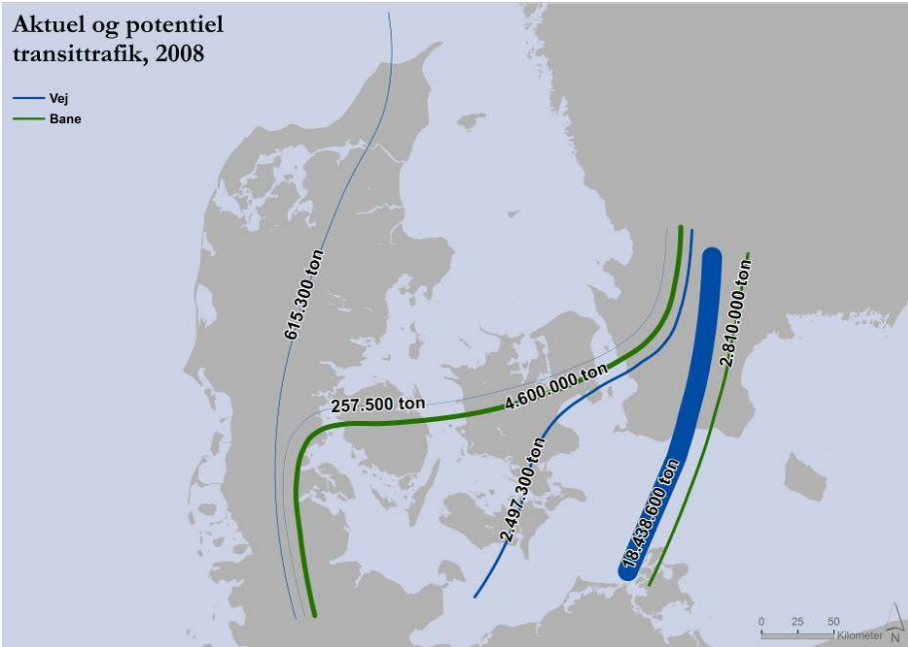 Aktuel og potentiel
transittrafik, 2008
Vej
Bane
615.300 ton
2.810.000 ton
257.500 ton
4.600.000 ton
2.497.300 ton
18.438.600 ton
0 25 50
Kilometer
N